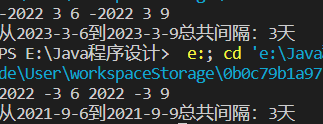 -2022 3 6 -2022 3 9
从2023-3-6到2023-3-9总共间隔：3天
PS E:\Java程序设计> e:; cd 'e:\Java
de\User\workspaceStorage\0b0c79b1a97
2022 -3 6 2022 -3 9
从2021-9-6到2021-9-9总共间隔：3天